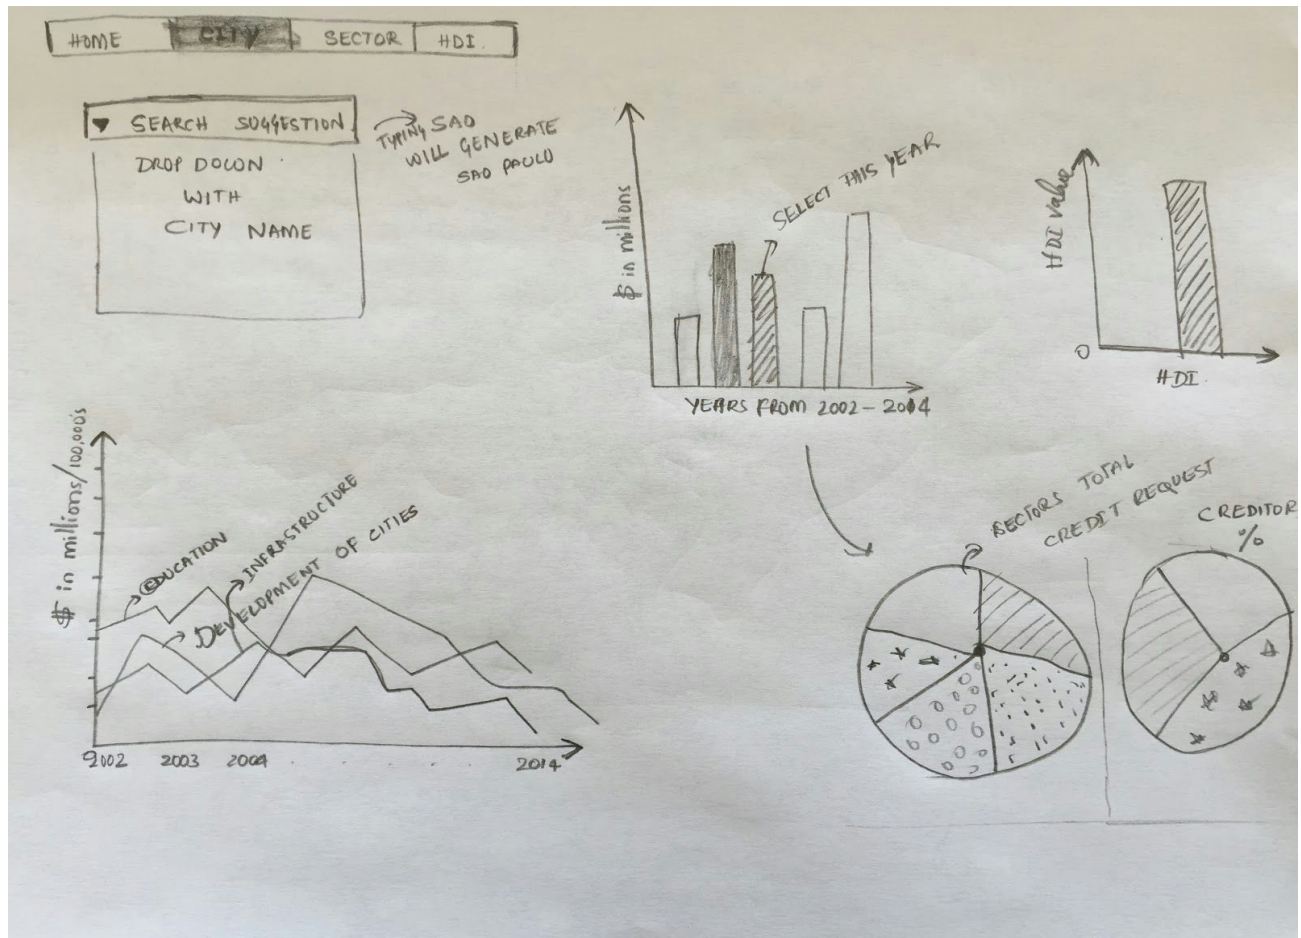 HOME CITY SECTOR HDI.
SEARCH SUGGESTION
DROP DOWN
WITH
CITY NAME
TYPING SAO
WILL GENERATE
SAO PAULO
$ in millions
SELECT THIS YEAR
YEARS FROM 2002-2014
HDI value
0
HDI.
$ in millions/100,000's
EDUCATION
INFRASTRUCTURE
DEVELOPMENT OF CITIES
2002 2003 2004 . . . . . 2014
SECTORS TOTAL
CREDIT REQUEST
CREDITOR
%